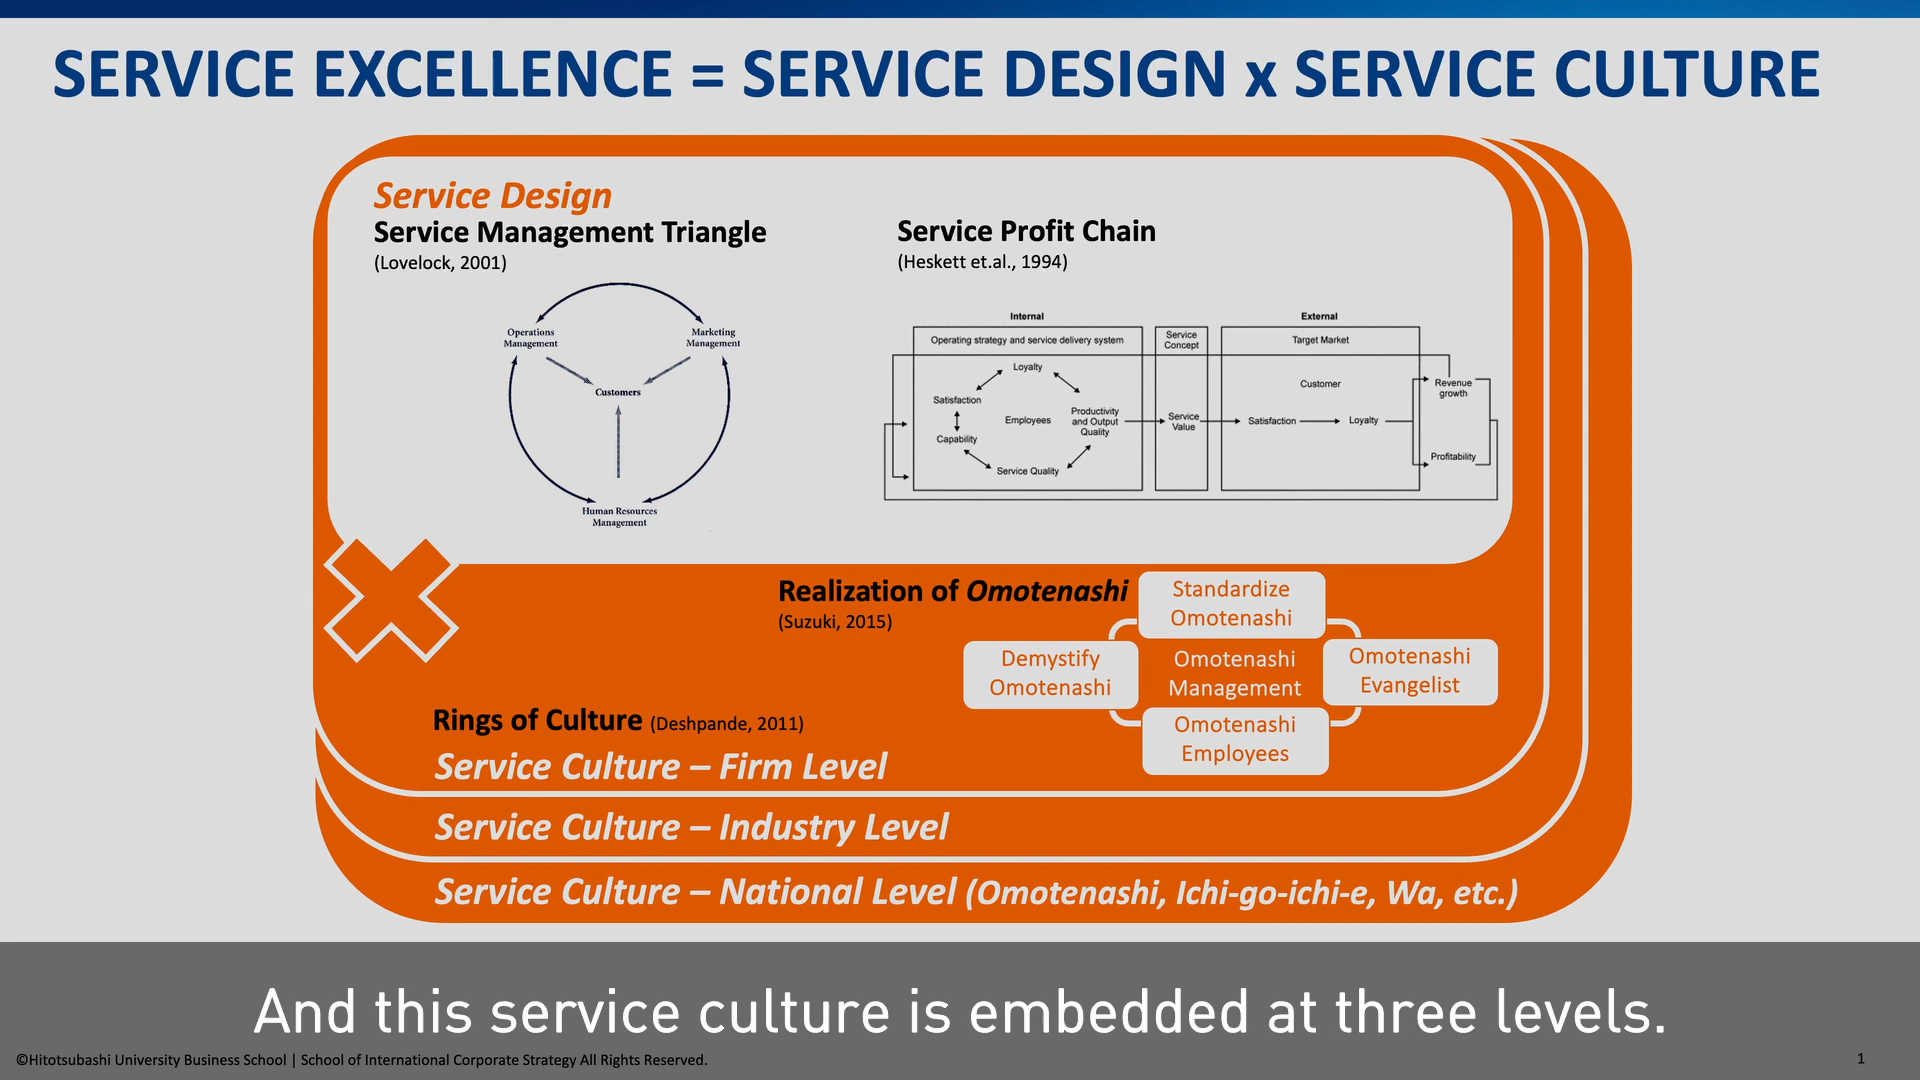 SERVICE EXCELLENCE = SERVICE DESIGN x SERVICE CULTURE
Service Design
Service Management Triangle
(Lovelock, 2001)
Operations
Management
Marketing
Management
Customers
Human Resources
Management
Service Profit Chain
(Heskett et.al., 1994)
Internal
External
Operating strategy and service delivery system
Service
Concept
Target Market
Loyalty
Satisfaction
Employees
Productivity
and Output
Quality
Capability
Service Quality
Service
Value
Customer
Satisfaction
Loyalty
Revenue
growth
Profitability
Realization of Omotenashi
(Suzuki, 2015)
Standardize
Omotenashi
Demystify
Omotenashi
Omotenashi
Management
Omotenashi
Evangelist
Omotenashi
Employees
Rings of Culture (Deshpande, 2011)
Service Culture – Firm Level
Service Culture – Industry Level
Service Culture – National Level (Omotenashi, Ichi-go-ichi-e, Wa, etc.)
And this service culture is embedded at three levels.
©Hitotsubashi University Business School | School of International Corporate Strategy All Rights Reserved.
1